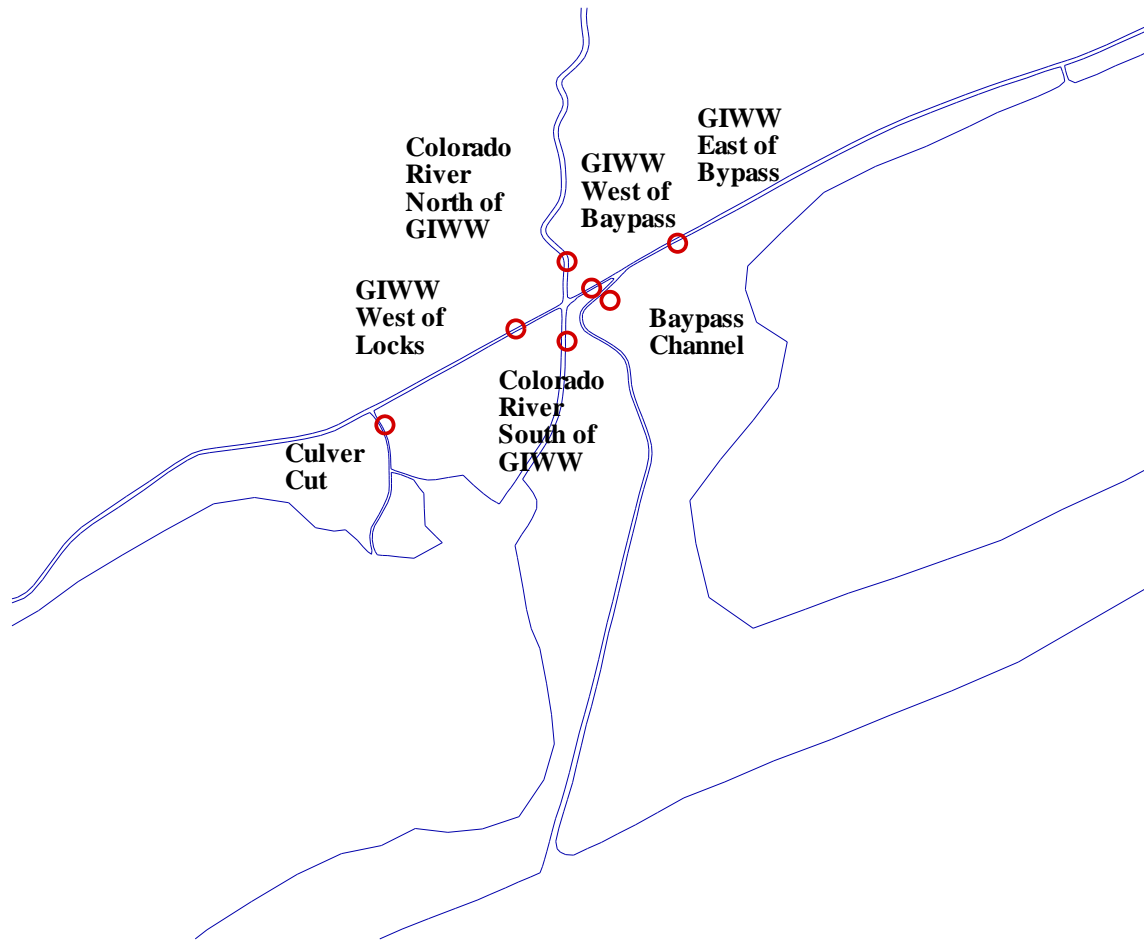 GIWW
East of
Bypass
Colorado
River
North of
GIWW
GIWW
West of
Baypass
GIWW
West of
Locks
Baypass
Channel
Colorado
River
South of
GIWW
Culver
Cut